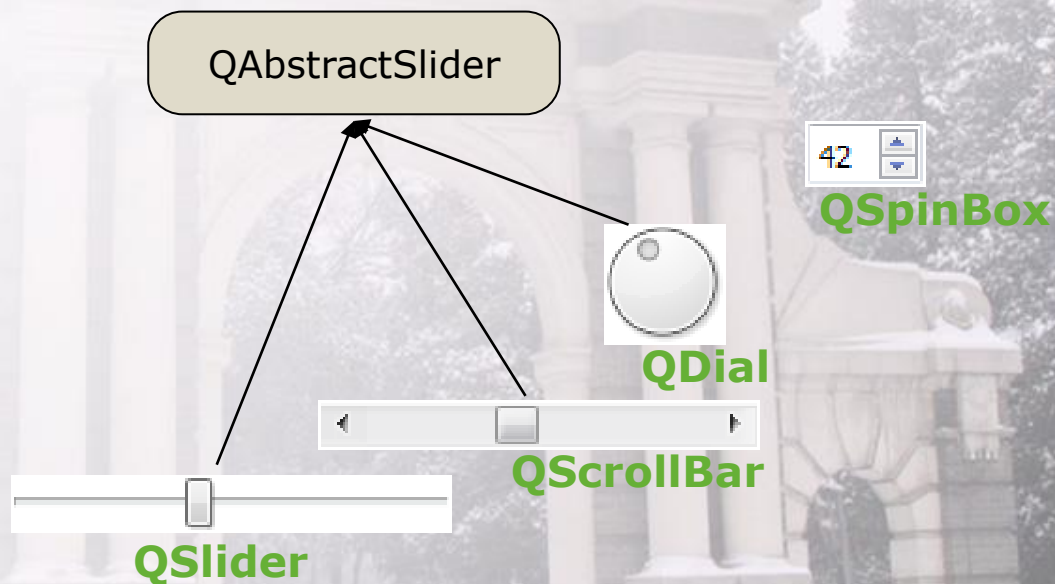 QAbstractSlider
42
QSpinBox
QDial
QScrollBar
QSlider